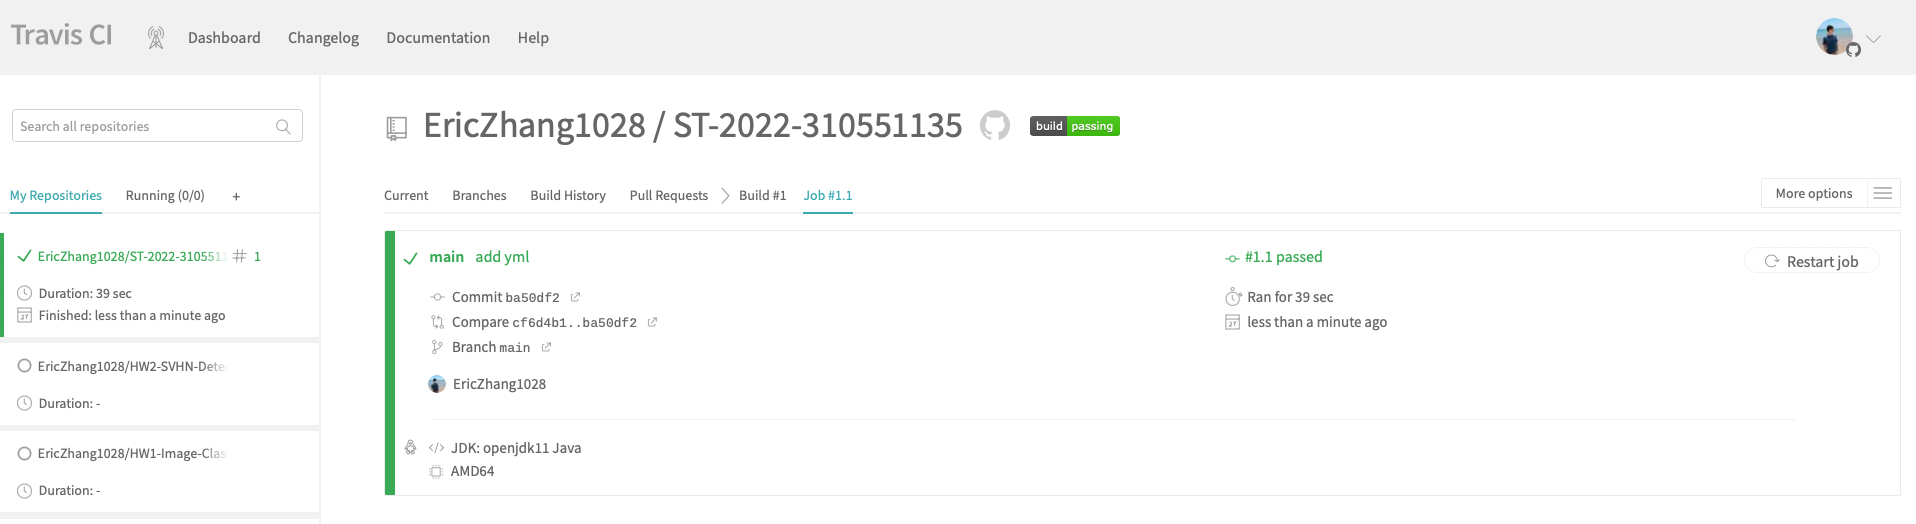 Travis CI
Dashboard Changelog Documentation Help
Search all repositories
My Repositories Running (0/0) +
EricZhang1028/ST-2022-3105511 # 1
Duration: 39 sec
Finished: less than a minute ago
EricZhang1028/HW2-SVHN-Dete
Duration: -
EricZhang1028/HW1-Image-Clas
Duration: -
EricZhang1028 / ST-2022-310551135 build passing
Current Branches Build History Pull Requests Build #1 Job #1.1
More options
main add yml
Commit ba50df2
Compare cf6d4b1..ba50df2
Branch main
EricZhang1028
#1.1 passed
Ran for 39 sec
less than a minute ago
Restart job
JDK: openjdk11 Java
AMD64